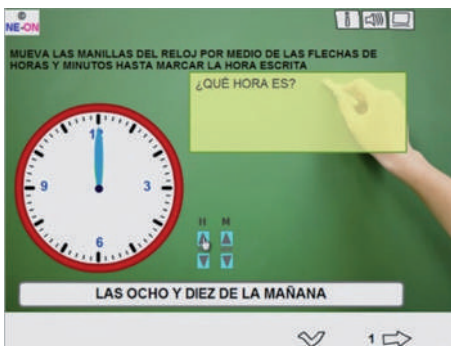 ©
NE-ON
i
MUEVA LAS MANILLAS DEL RELOJ POR MEDIO DE LAS FLECHAS DE
HORAS Y MINUTOS HASTA MARCAR LA HORA ESCRITA
¿QUÉ HORA ES?
12
9
3
6
H M
LAS OCHO Y DIEZ DE LA MAÑANA
1